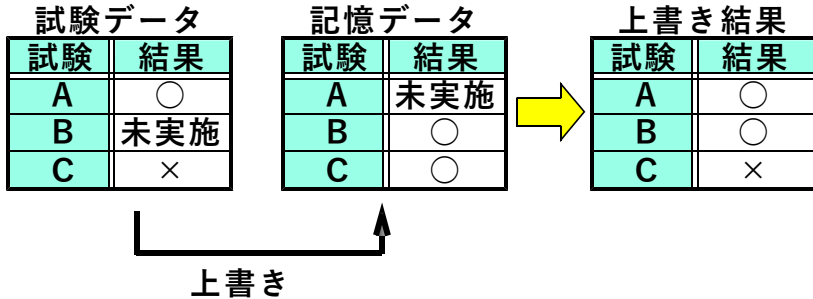 試験データ 記憶データ 上書き結果
試験 結果 試験 結果 試験 結果
A ○ A 未実施 A ○
B 未実施 B ○ B ○
C × C ○ C ×
上書き